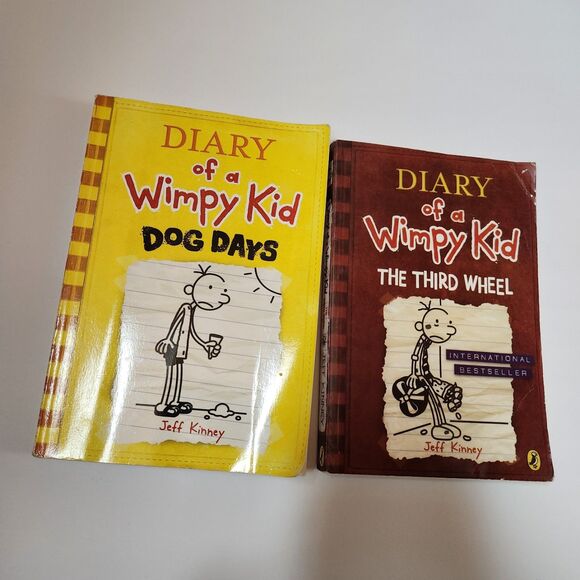 DIARY
of a
Wimpy Kid
DOG DAYS
Jeff Kinney
DIARY
of a
Wimpy Kid
THE THIRD WHEEL
INTERNATIONAL
BESTSELLER
Jeff Kinney